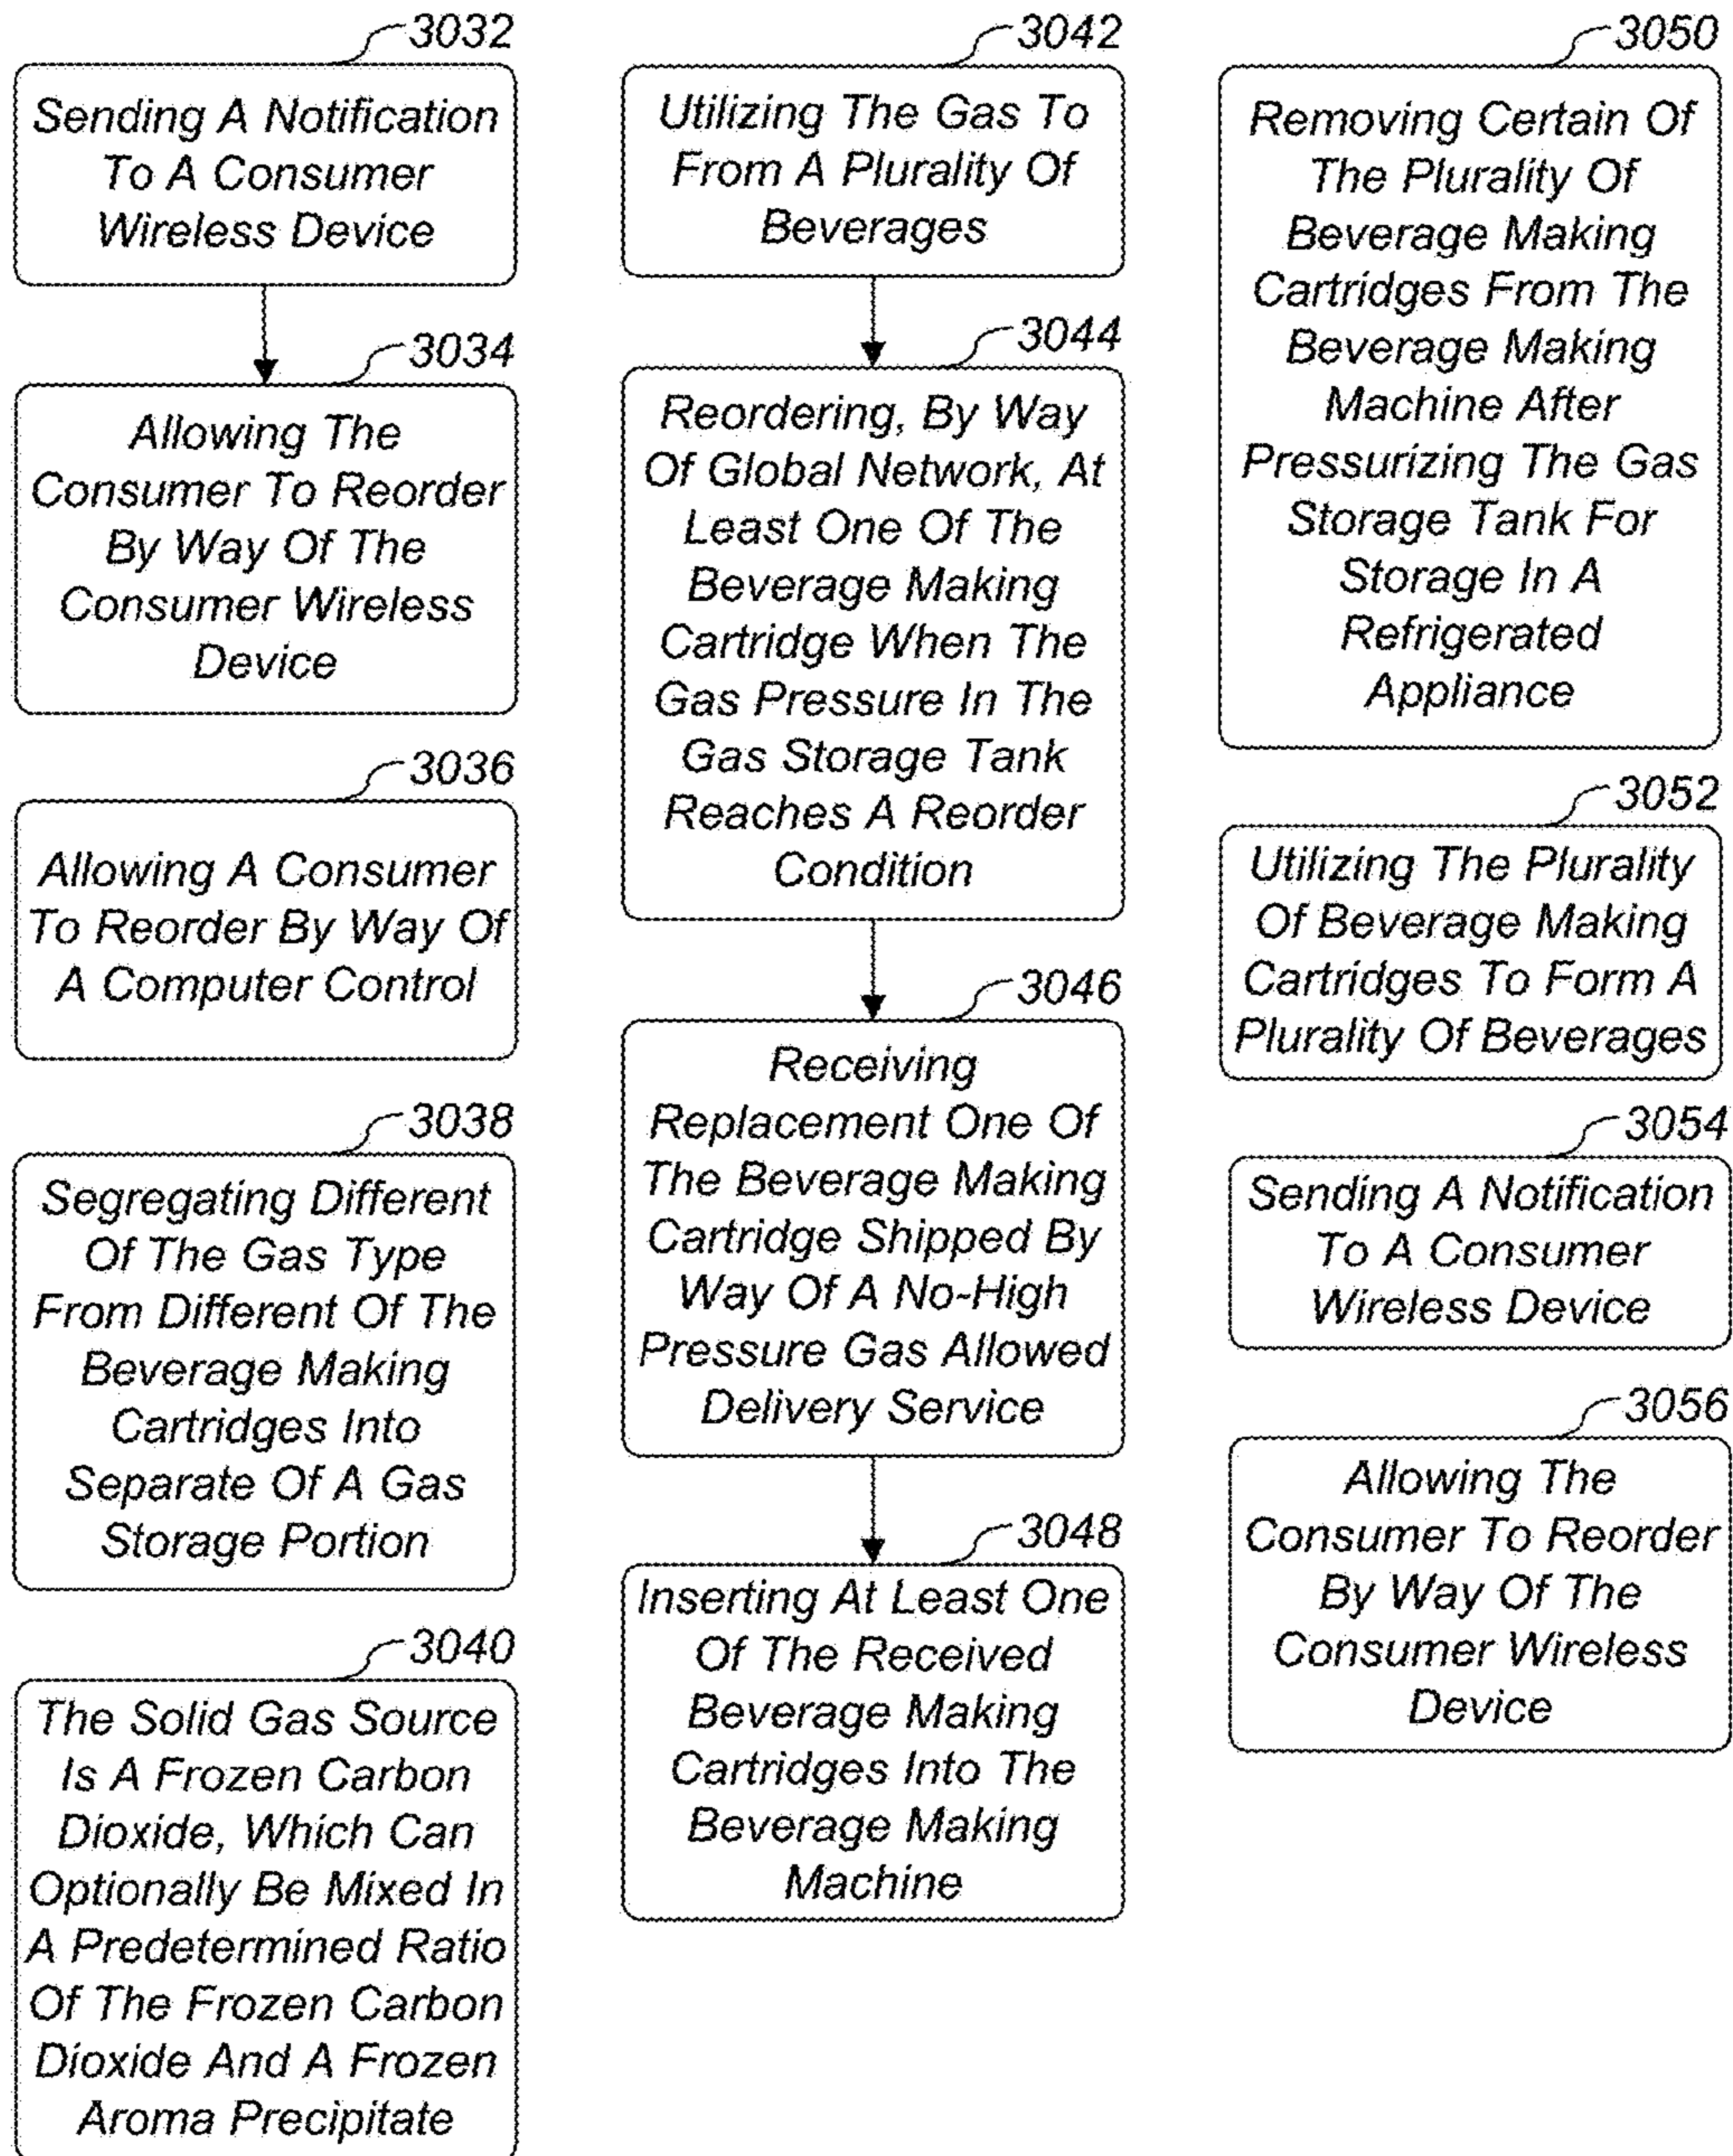 3032
Sending A Notification
To A Consumer
Wireless Device
3034
Allowing The
Consumer To Reorder
By Way Of The
Consumer Wireless
Device
3036
Allowing A Consumer
To Reorder By Way Of
A Computer Control
3038
Segregating Different
Of The Gas Type
From Different Of The
Beverage Making
Cartridges Into
Separate Of A Gas
Storage Portion
3040
The Solid Gas Source
Is A Frozen Carbon
Dioxide, Which Can
Optionally Be Mixed In
A Predetermined Ratio
Of The Frozen Carbon
Dioxide And A Frozen
Aroma Precipitate
3042
Utilizing The Gas To
From A Plurality Of
Beverages
3044
Reordering, By Way
Of Global Network, At
Least One Of The
Beverage Making
Cartridge When The
Gas Pressure In The
Gas Storage Tank
Reaches A Reorder
Condition
3046
Receiving
Replacement One Of
The Beverage Making
Cartridge Shipped By
Way Of A No-High
Pressure Gas Allowed
Delivery Service
3048
Inserting At Least One
Of The Received
Beverage Making
Cartridges Into The
Beverage Making
Machine
3050
Removing Certain Of
The Plurality Of
Beverage Making
Cartridges From The
Beverage Making
Machine After
Pressurizing The Gas
Storage Tank For
Storage In A
Refrigerated
Appliance
3052
Utilizing The Plurality
Of Beverage Making
Cartridges To Form A
Plurality Of Beverages
3054
Sending A Notification
To A Consumer
Wireless Device
3056
Allowing The
Consumer To Reorder
By Way Of The
Consumer Wireless
Device